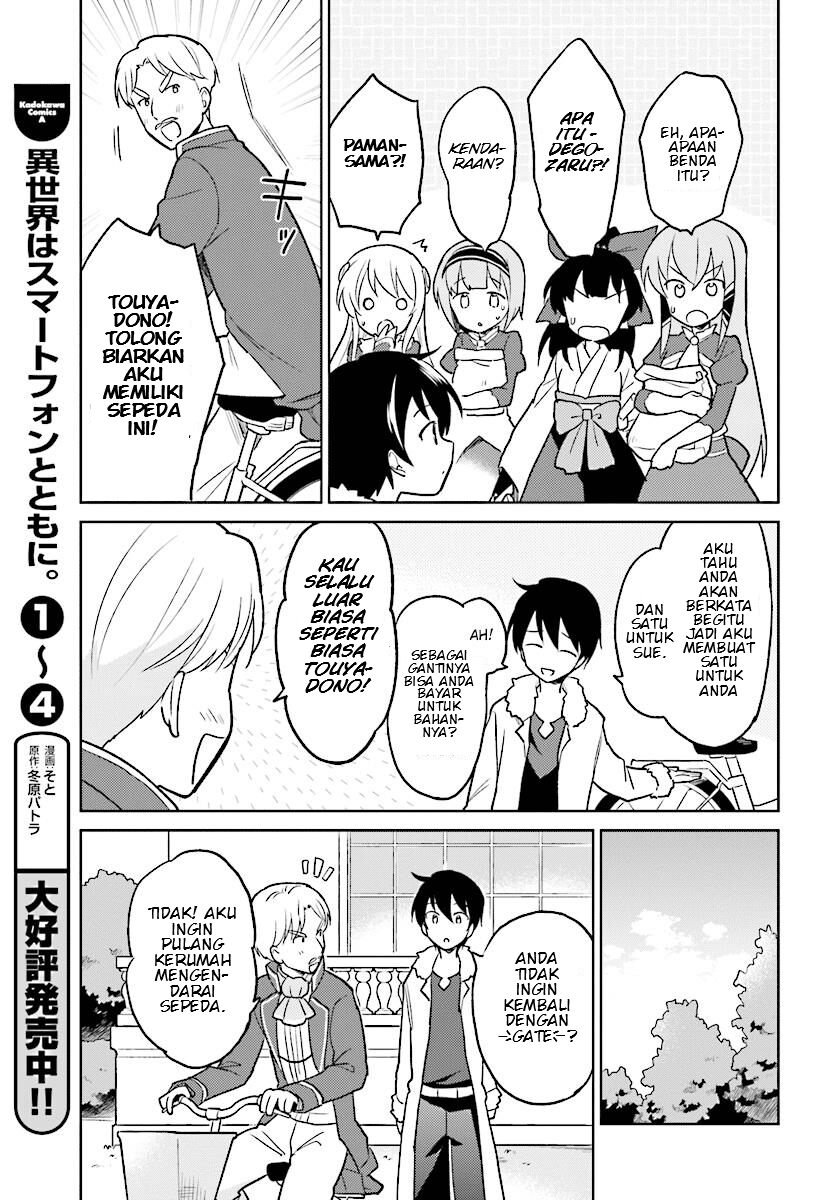 EH, APA-
APAAN
BENDA
ITU?
APA
ITU -
DEGO-
ZARU?!
KENDA-
RAAN?
PAMAN-
SAMA?!
キッ
TOUYA-
DONO!
TOLONG
BIARKAN
AKU
MEMILIKI
SEPEDA
INI!
AKU
TAHU
ANDA
AKAN
BERKATA
BEGITU
JADI AKU
MEMBUAT
SATU
UNTUK
ANDA
DAN
SATU
UNTUK
SUE.
AH!
SEBAGAI
GANTINYA
BISA ANDA
BAYAR
UNTUK
BAHAN-
NYA?
KAU
SELALU
LUAR
BIASA
SEPERTI
BIASA
TOUYA-
DONO!
ANDA
TIDAK
INGIN
KEMBALI
DENGAN
->GATE<-?
TIDAK! AKU
INGIN
PULANG
KERUMAH
MENGEN-
DARAI
SEPEDA.
Kadokawa
Comics
A
異世界はスマートフォンとともに。❶〜❹
漫画：そと
原作：冬原パトラ
大好評発売中!!